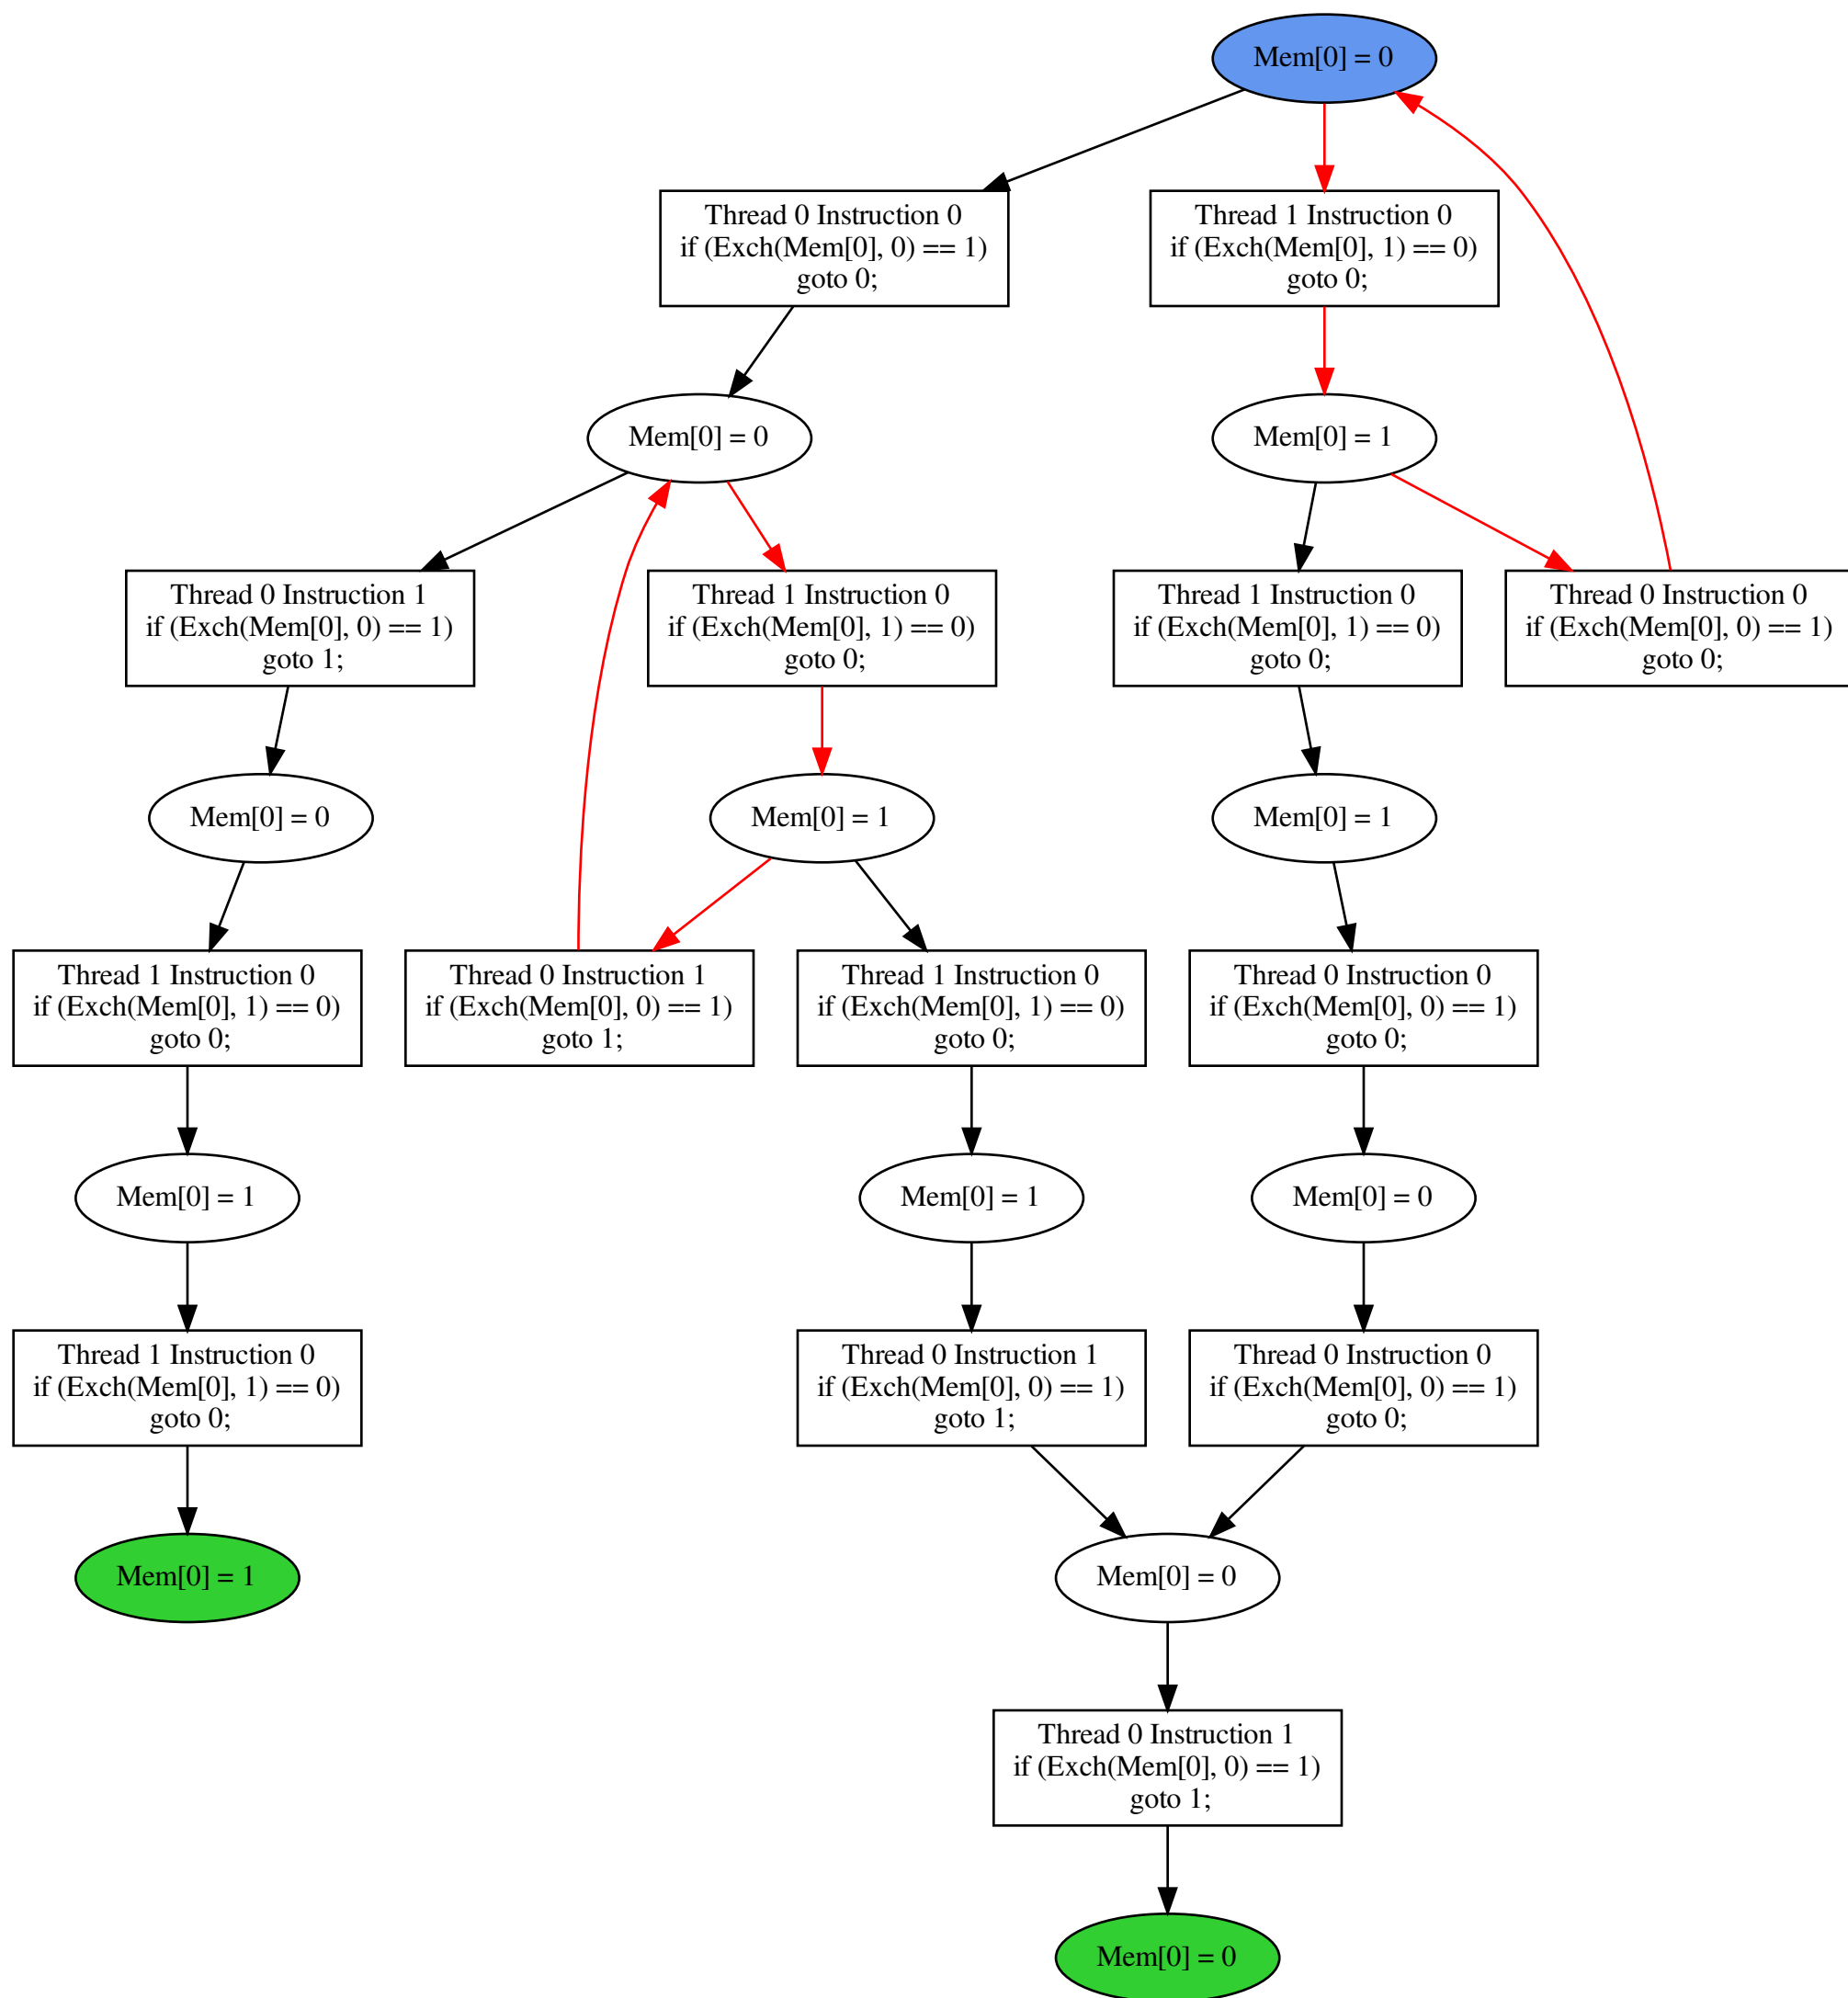 Mem[0] = 0
Thread 0 Instruction 0
if (Exch(Mem[0], 0) == 1)
goto 0;
Thread 1 Instruction 0
if (Exch(Mem[0], 1) == 0)
goto 0;
Mem[0] = 0
Mem[0] = 1
Thread 0 Instruction 1
if (Exch(Mem[0], 0) == 1)
goto 1;
Thread 1 Instruction 0
if (Exch(Mem[0], 1) == 0)
goto 0;
Thread 1 Instruction 0
if (Exch(Mem[0], 1) == 0)
goto 0;
Thread 0 Instruction 0
if (Exch(Mem[0], 0) == 1)
goto 0;
Mem[0] = 0
Mem[0] = 1
Mem[0] = 1
Thread 1 Instruction 0
if (Exch(Mem[0], 1) == 0)
goto 0;
Thread 0 Instruction 1
if (Exch(Mem[0], 0) == 1)
goto 1;
Thread 1 Instruction 0
if (Exch(Mem[0], 1) == 0)
goto 0;
Thread 0 Instruction 0
if (Exch(Mem[0], 0) == 1)
goto 0;
Mem[0] = 1
Mem[0] = 1
Mem[0] = 0
Thread 1 Instruction 0
if (Exch(Mem[0], 1) == 0)
goto 0;
Thread 0 Instruction 1
if (Exch(Mem[0], 0) == 1)
goto 1;
Thread 0 Instruction 0
if (Exch(Mem[0], 0) == 1)
goto 0;
Mem[0] = 1
Mem[0] = 0
Thread 0 Instruction 1
if (Exch(Mem[0], 0) == 1)
goto 1;
Mem[0] = 0